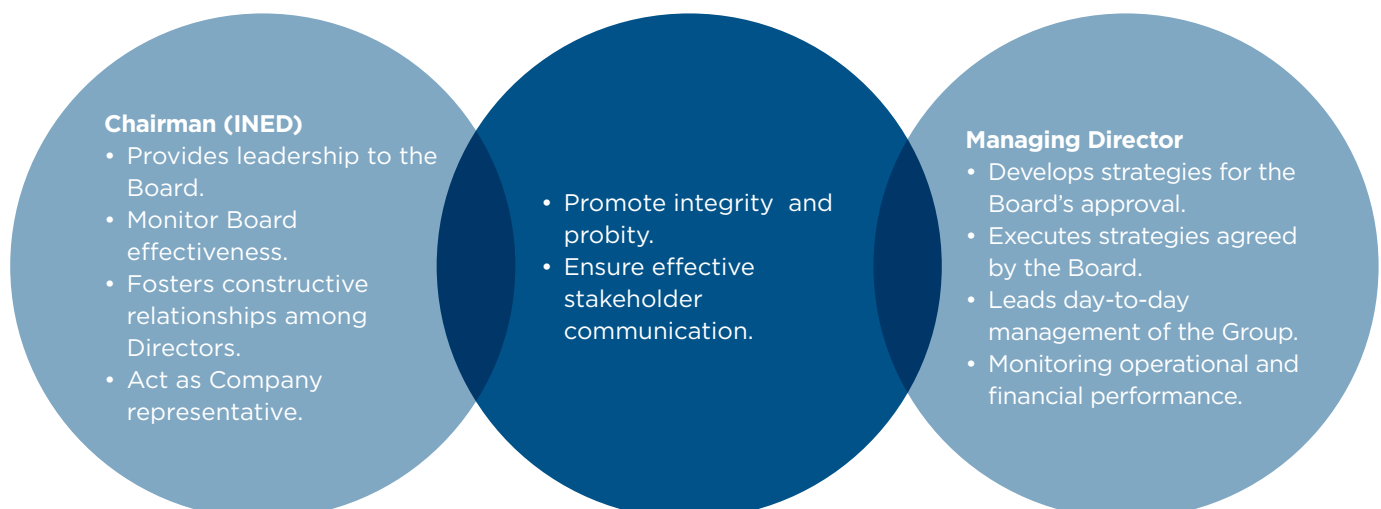 Chairman (INED)
• Provides leadership to the
Board.
• Monitor Board
effectiveness.
• Fosters constructive
relationships among
Directors.
• Act as Company
representative.
• Promote integrity  and
probity.
• Ensure effective
stakeholder
communication.
Managing Director
• Develops strategies for the
Board’s approval.
• Executes strategies agreed
by the Board.
• Leads day-to-day
management of the Group.
• Monitoring operational and
financial performance.